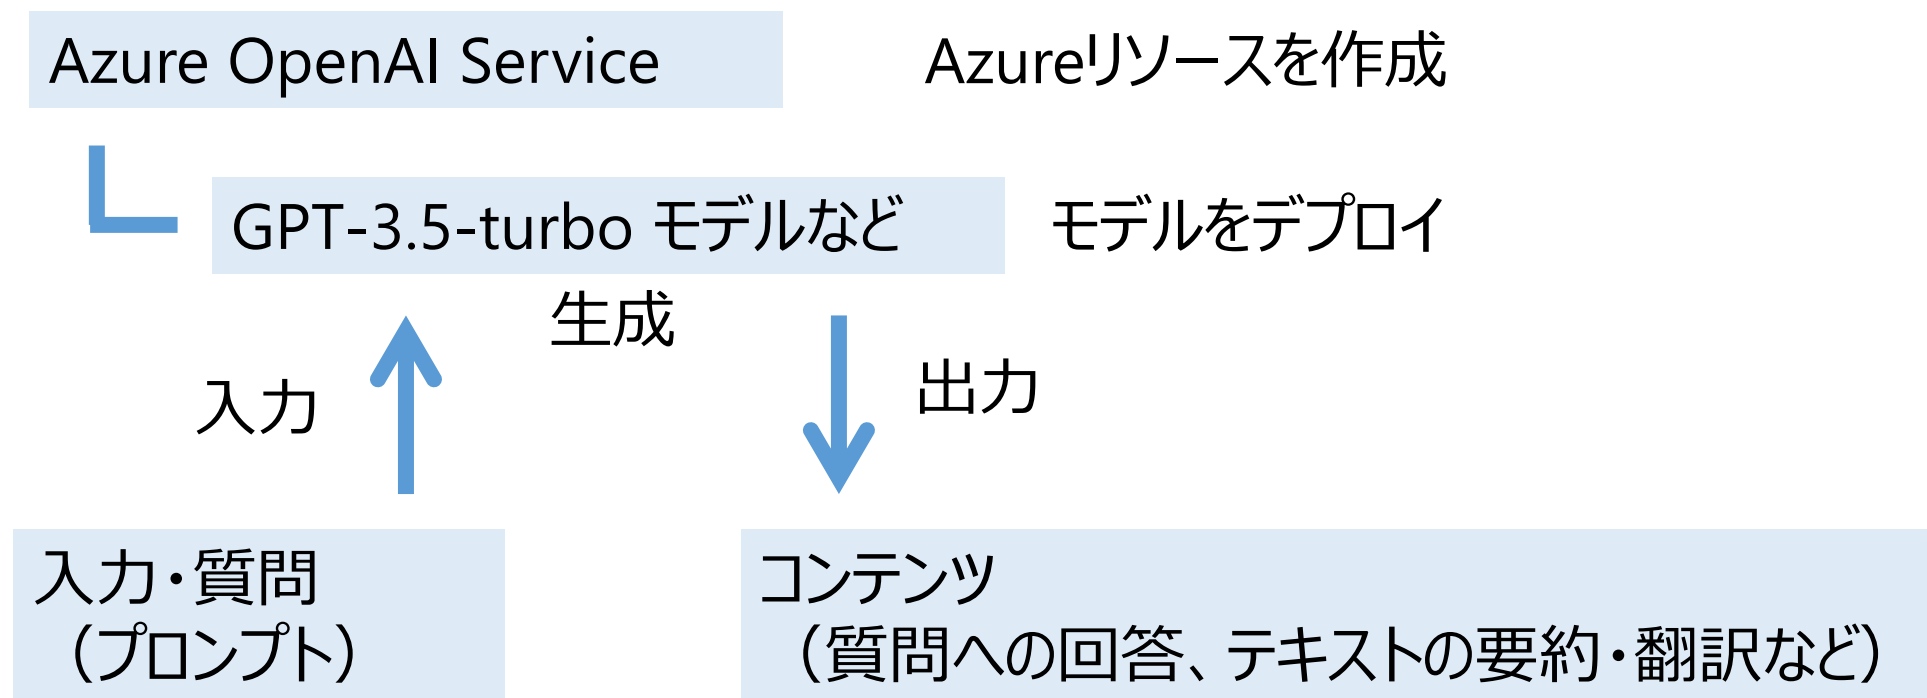 Azure OpenAI Service
Azureリソースを作成
GPT-3.5-turbo モデルなど
モデルをデプロイ
生成
入力
出力
入力・質問
（プロンプト）
コンテンツ
（質問への回答、テキストの要約・翻訳など）